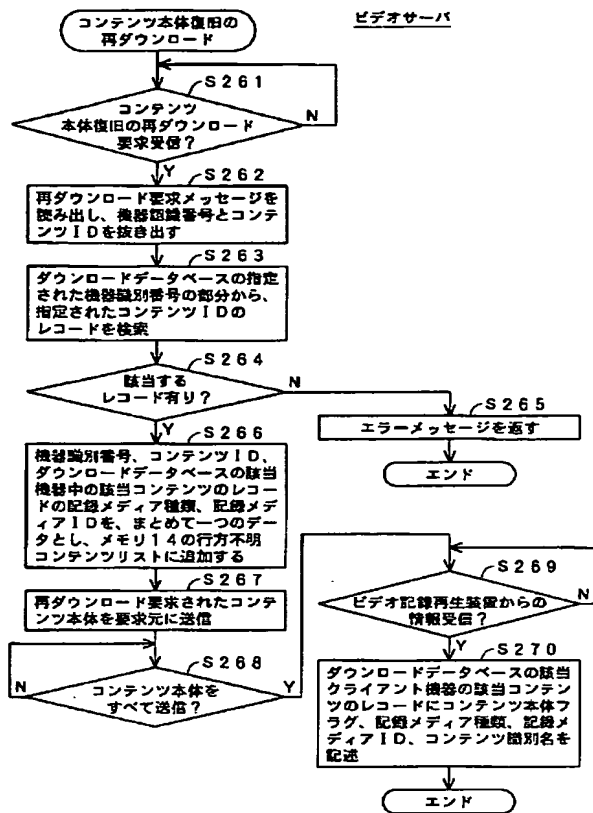 ビデオサーバ
コンテンツ本体復旧の
再ダウンロード
S261
コンテンツ
本体復旧の再ダウンロード
要求受信?
N
Y
S262
再ダウンロード要求メッセージを
読み出し、機器認識番号とコンテ
ンツIDを抜き出す
S263
ダウンロードデータベースの指定
された機器識別番号の部分から、
指定されたコンテンツIDの
レコードを検索
S264
該当する
レコード有り?
N
Y
S265
エラーメッセージを返す
エンド
S266
機器識別番号、コンテンツID、
ダウンロードデータベースの該当
機器中の該当コンテンツのレコー
ドの記録メディア種類、記録メデ
ィアIDを、まとめて一つのデー
タとし、メモリ14の行方不明
コンテンツリストに追加する
S267
再ダウンロード要求されたコンテ
ンツ本体を要求元に送信
S268
コンテンツ本体を
すべて送信?
N
Y
S269
ビデオ記録再生装置からの
情報受信?
N
Y
S270
ダウンロードデータベースの該当
クライアント機器の該当コンテン
ツのレコードにコンテンツ本体フ
ラグ、記録メディア種類、記録メ
ディアID、コンテンツ識別名を
記述
エンド